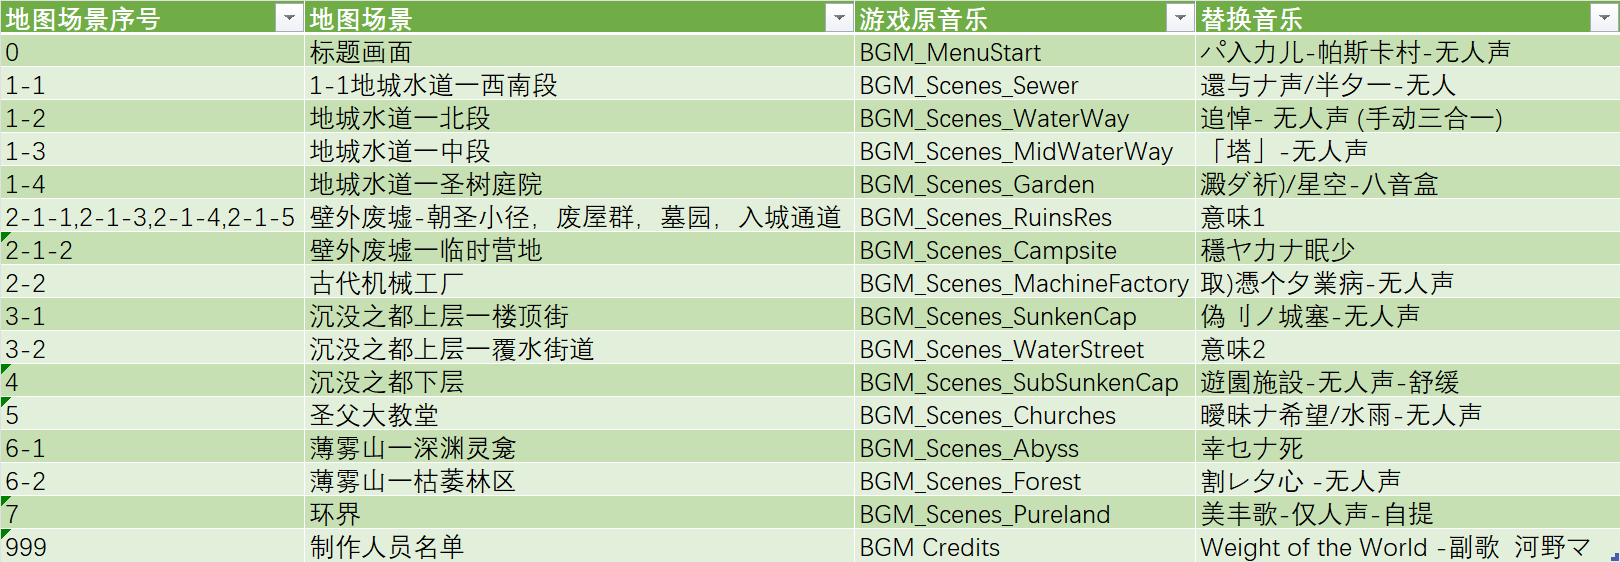 地图场景序号 地图场景 游戏原音乐 替换音乐
0 标题画面 BGM_MenuStart パ入力儿-帕斯卡村-无人声
1-1 1-1地城水道一西南段 BGM_Scenes_Sewer 還与ナ声/半夕一-无人
1-2 地城水道一北段 BGM_Scenes_WaterWay 追悼- 无人声 (手动三合一)
1-3 地城水道一中段 BGM_Scenes_MidWaterWay 「塔」-无人声
1-4 地城水道一圣树庭院 BGM_Scenes_Garden 澱ダ祈)/星空-八音盒
2-1-1,2-1-3,2-1-4,2-1-5 壁外废墟-朝圣小径，废屋群，墓园，入城通道 BGM_Scenes_RuinsRes 意味1
2-1-2 壁外废墟一临时营地 BGM_Scenes_Campsite 穩ヤカナ眠少
2-2 古代机械工厂 BGM_Scenes_MachineFactory 取)憑个夕業病-无人声
3-1 沉没之都上层一楼顶街 BGM_Scenes_SunkenCap 偽刂ノ城塞-无人声
3-2 沉没之都上层一覆水街道 BGM_Scenes_WaterStreet 意味2
4 沉没之都下层 BGM_Scenes_SubSunkenCap 遊園施設-无人声-舒缓
5 圣父大教堂 BGM_Scenes_Churches 曖昧ナ希望/水雨-无人声
6-1 薄雾山一深渊灵龛 BGM_Scenes_Abyss 幸乜ナ死
6-2 薄雾山一枯萎林区 BGM_Scenes_Forest 割レ夕心 -无人声
7 环界 BGM_Scenes_Pureland 美丰歌-仅人声-自提
999 制作人员名单 BGM Credits Weight of the World -副歌 河野マ